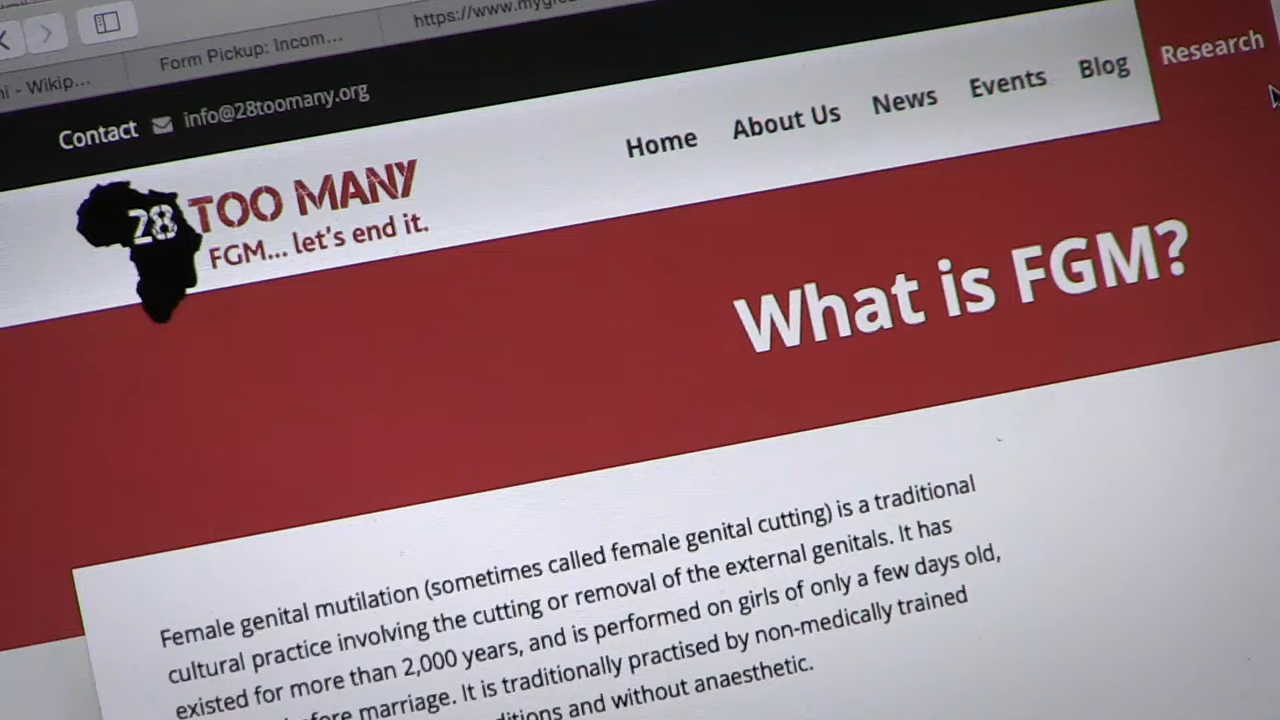 ni - Wikip...
Form Pickup: Incom...
Contact info@28toomany.org
Home About Us News Events Blog Research
28 TOO MANY
FGM... let's end it.
What is FGM?
Female genital mutilation (sometimes called female genital cutting) is a traditional
cultural practice involving the cutting or removal of the external genitals. It has
existed for more than 2,000 years, and is performed on girls of only a few days old,
marriage. It is traditionally practised by non-medically trained
and without anaesthetic.